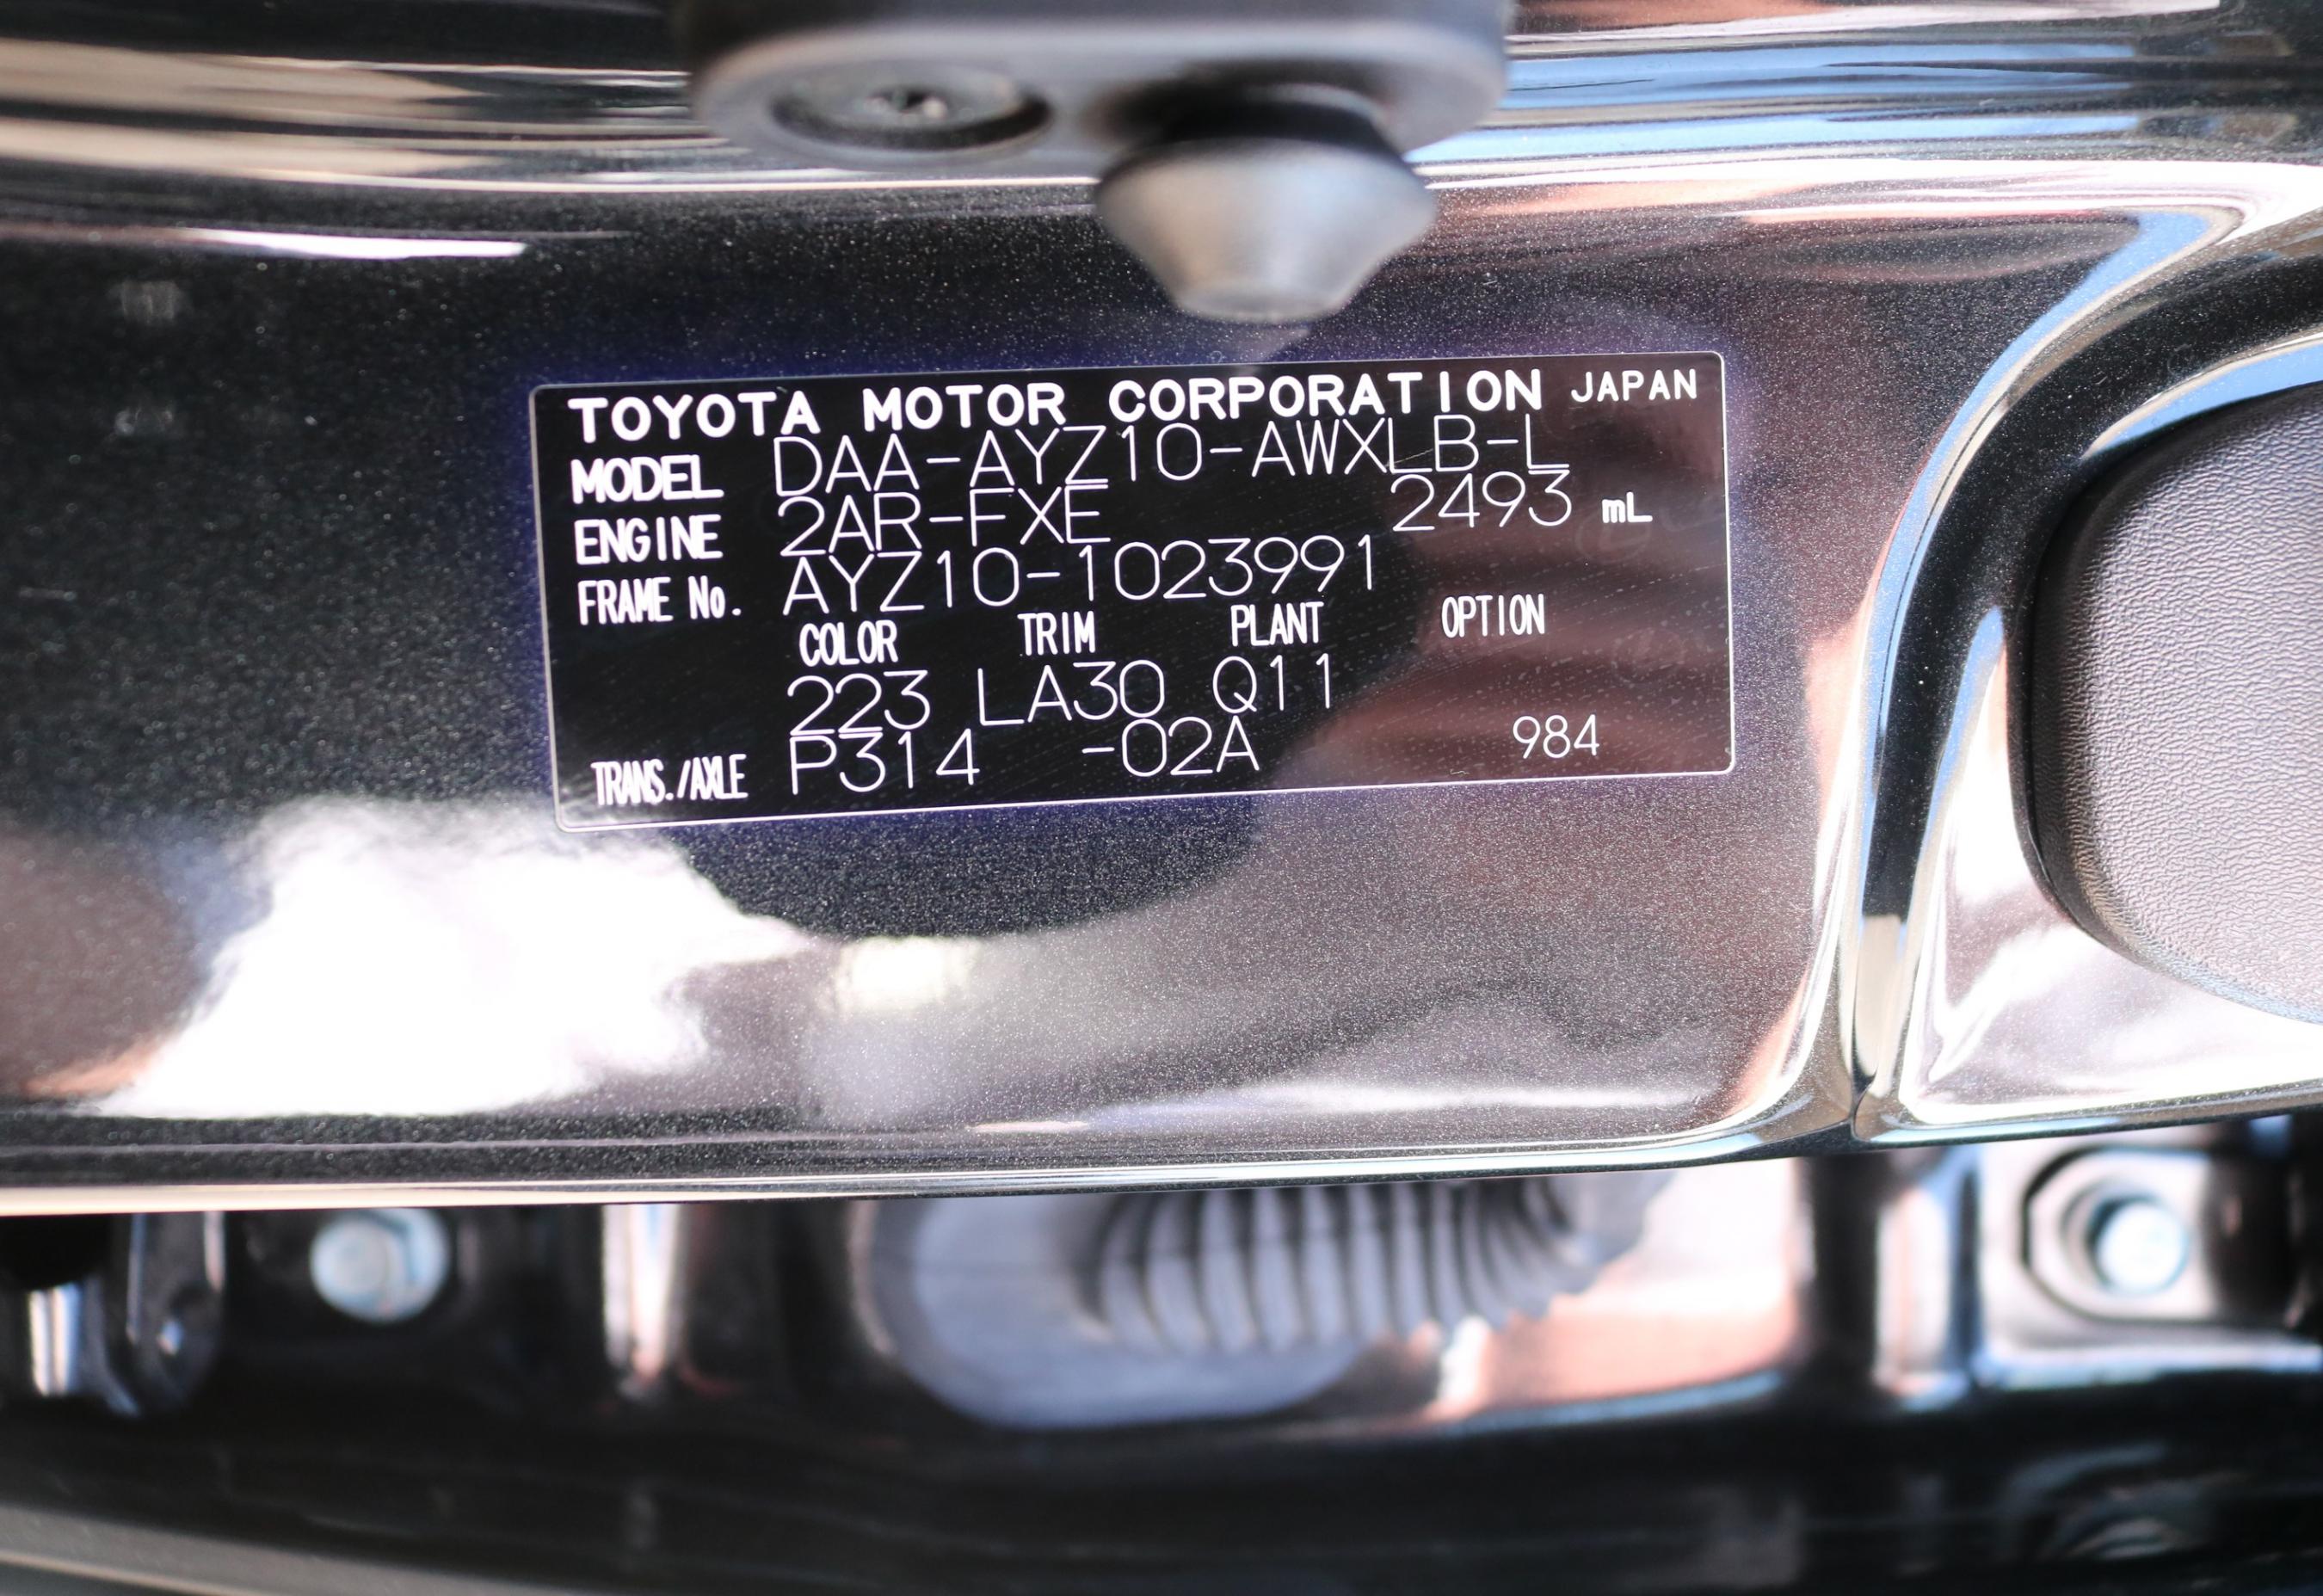 TOYOTA MOTOR CORPORATION JAPAN
MODEL DAA-AYZ10-AWXLB-L
ENGINE 2AR-FXE 2493 mL
FRAME No. AYZ10-1023991
COLOR TRIM PLANT OPTION
223 LA30 Q11
TRANS./AXLE P314 -02A 984